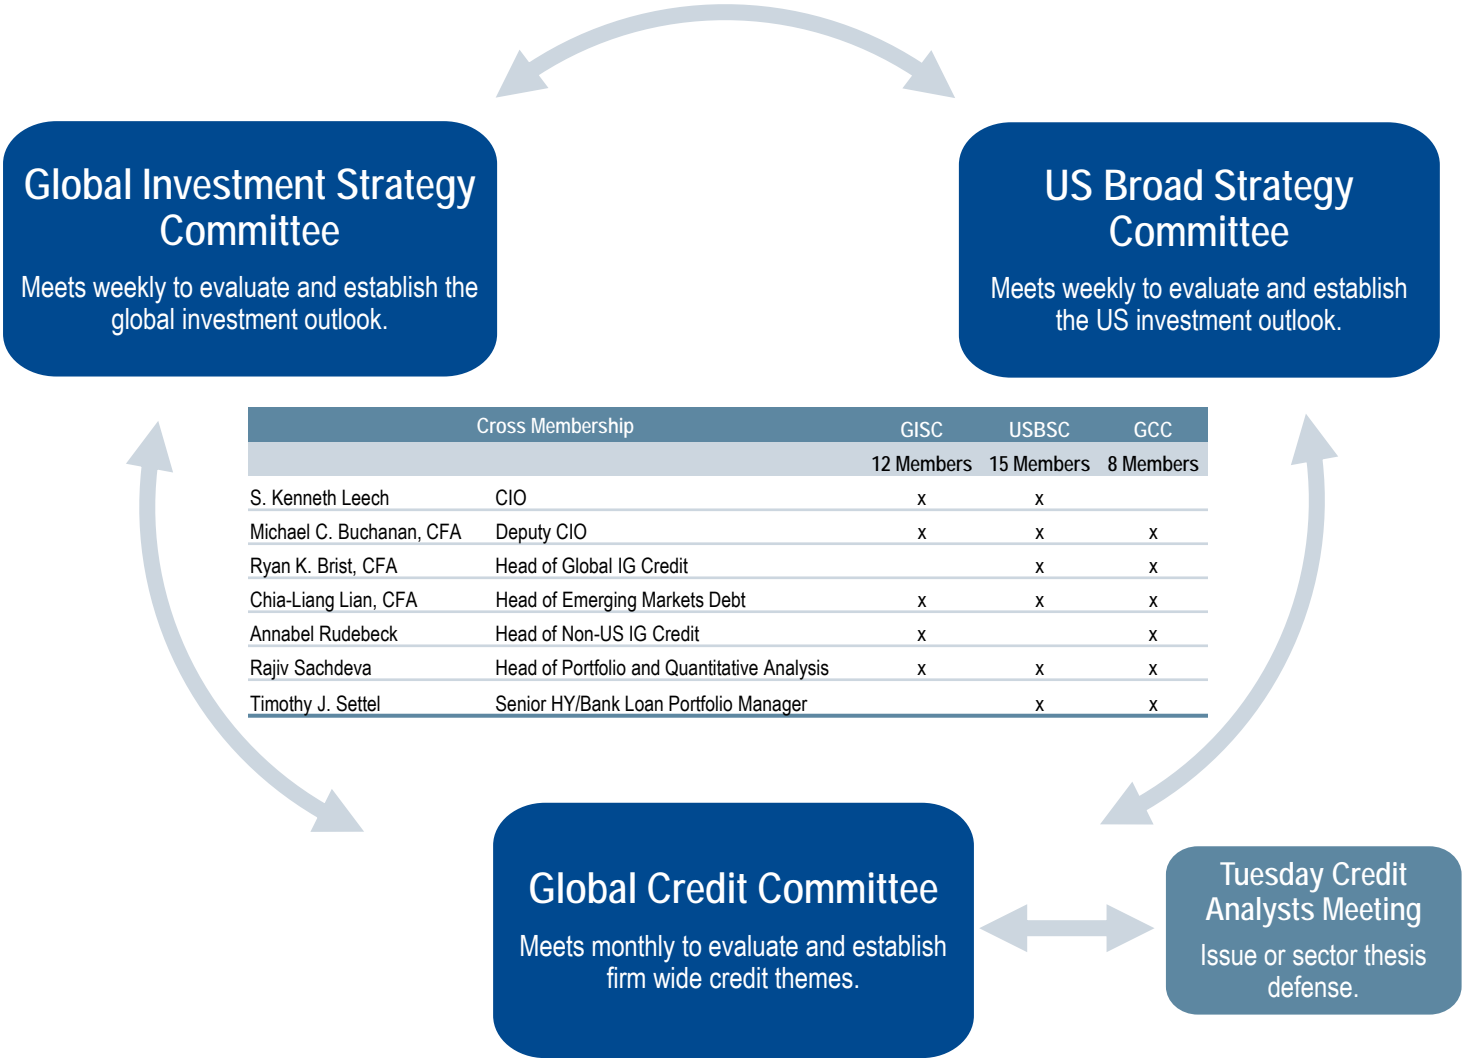 Global Investment Strategy
Committee
Meets weekly to evaluate and establish the
global investment outlook.
US Broad Strategy
Committee
Meets weekly to evaluate and establish
the US investment outlook.
Cross Membership GISC USBSC GCC
12 Members 15 Members 8 Members
S. Kenneth Leech CIO x x
Michael C. Buchanan, CFA Deputy CIO x x x
Ryan K. Brist, CFA Head of Global IG Credit x x
Chia-Liang Lian, CFA Head of Emerging Markets Debt x x x
Annabel Rudebeck Head of Non-US IG Credit x x
Rajiv Sachdeva Head of Portfolio and Quantitative Analysis x x x
Timothy J. Settel Senior HY/Bank Loan Portfolio Manager x x
Global Credit Committee
Meets monthly to evaluate and establish
firm wide credit themes.
Tuesday Credit
Analysts Meeting
Issue or sector thesis
defense.